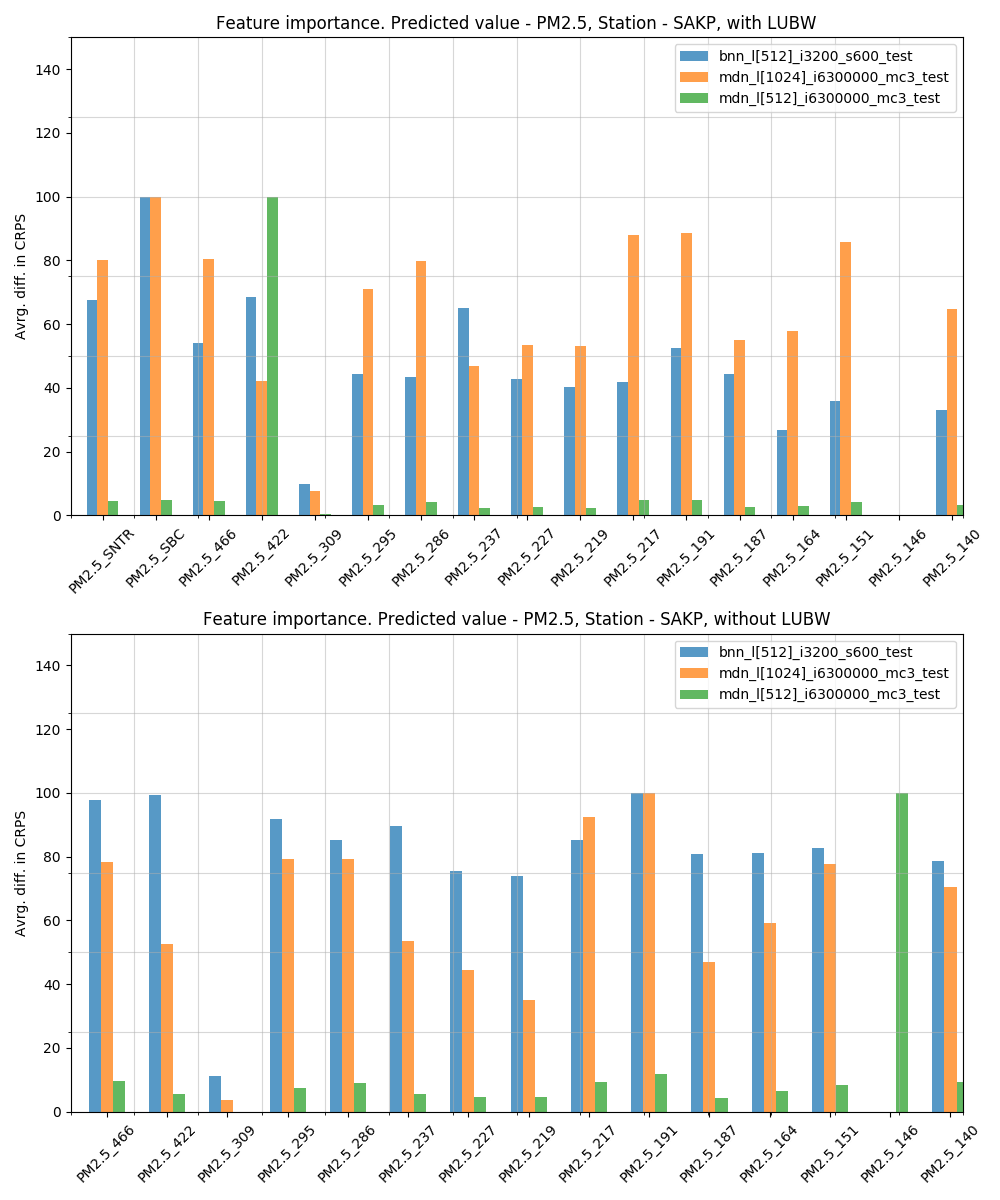 Feature importance. Predicted value - PM2.5, Station - SAKP, with LUBW
bnn_l[512]_i3200_s600_test
mdn_l[1024]_i6300000_mc3_test
mdn_l[512]_i6300000_mc3_test
Avrg. diff. in CRPS
140
120
100
80
60
40
20
0
PM2.5_SNTR
PM2.5_SBC
PM2.5_466
PM2.5_422
PM2.5_309
PM2.5_295
PM2.5_286
PM2.5_237
PM2.5_227
PM2.5_219
PM2.5_217
PM2.5_191
PM2.5_187
PM2.5_164
PM2.5_151
PM2.5_146
PM2.5_140
Feature importance. Predicted value - PM2.5, Station - SAKP, without LUBW
bnn_l[512]_i3200_s600_test
mdn_l[1024]_i6300000_mc3_test
mdn_l[512]_i6300000_mc3_test
Avrg. diff. in CRPS
140
120
100
80
60
40
20
0
PM2.5_466
PM2.5_422
PM2.5_309
PM2.5_295
PM2.5_286
PM2.5_237
PM2.5_227
PM2.5_219
PM2.5_217
PM2.5_191
PM2.5_187
PM2.5_164
PM2.5_151
PM2.5_146
PM2.5_140